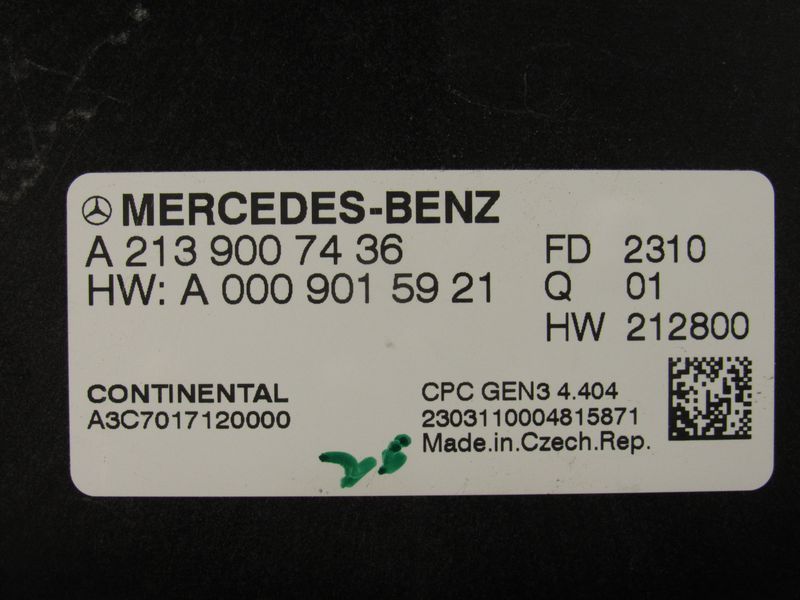 MERCEDES-BENZ
A 213 900 74 36 FD 2310
HW: A 000 901 59 21 Q 01
HW 212800
CONTINENTAL CPC GEN3 4.404
A3C7017120000 2303110004815871
Made.in.Czech.Rep.